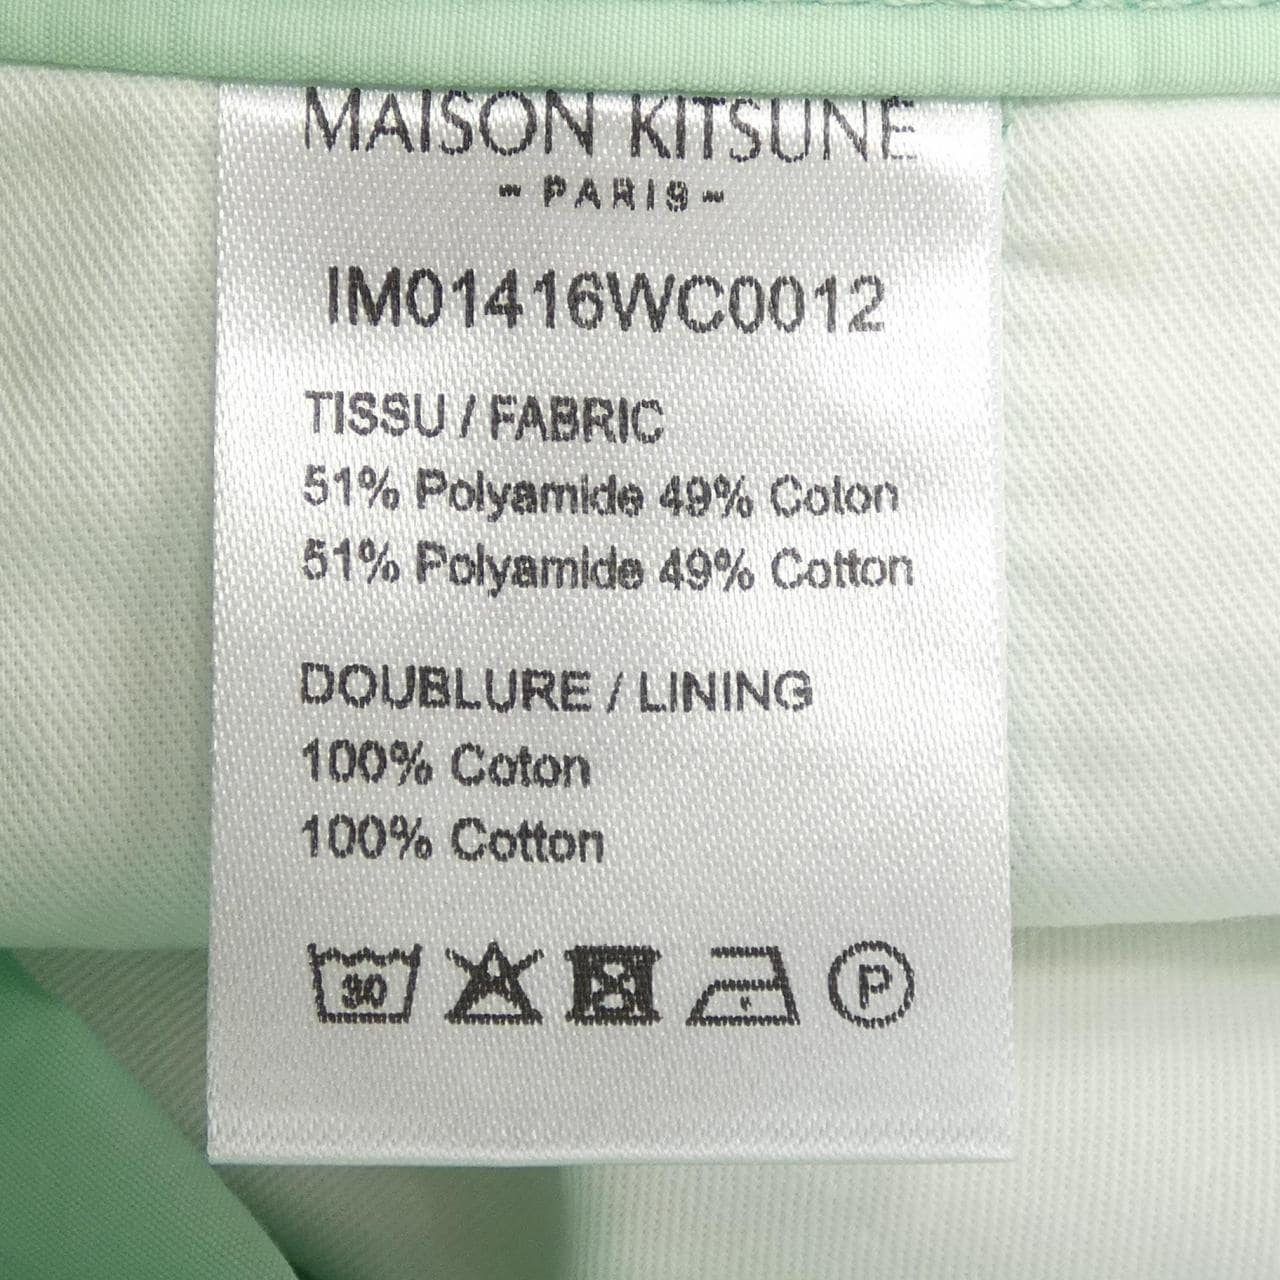 MAISON KITSUNÉ
- PARIS -
IM01416WC0012
TISSU / FABRIC
51% Polyamide 49% Coton
51% Polyamide 49% Cotton
DOUBLURE / LINING
100% Coton
100% Cotton
30 P